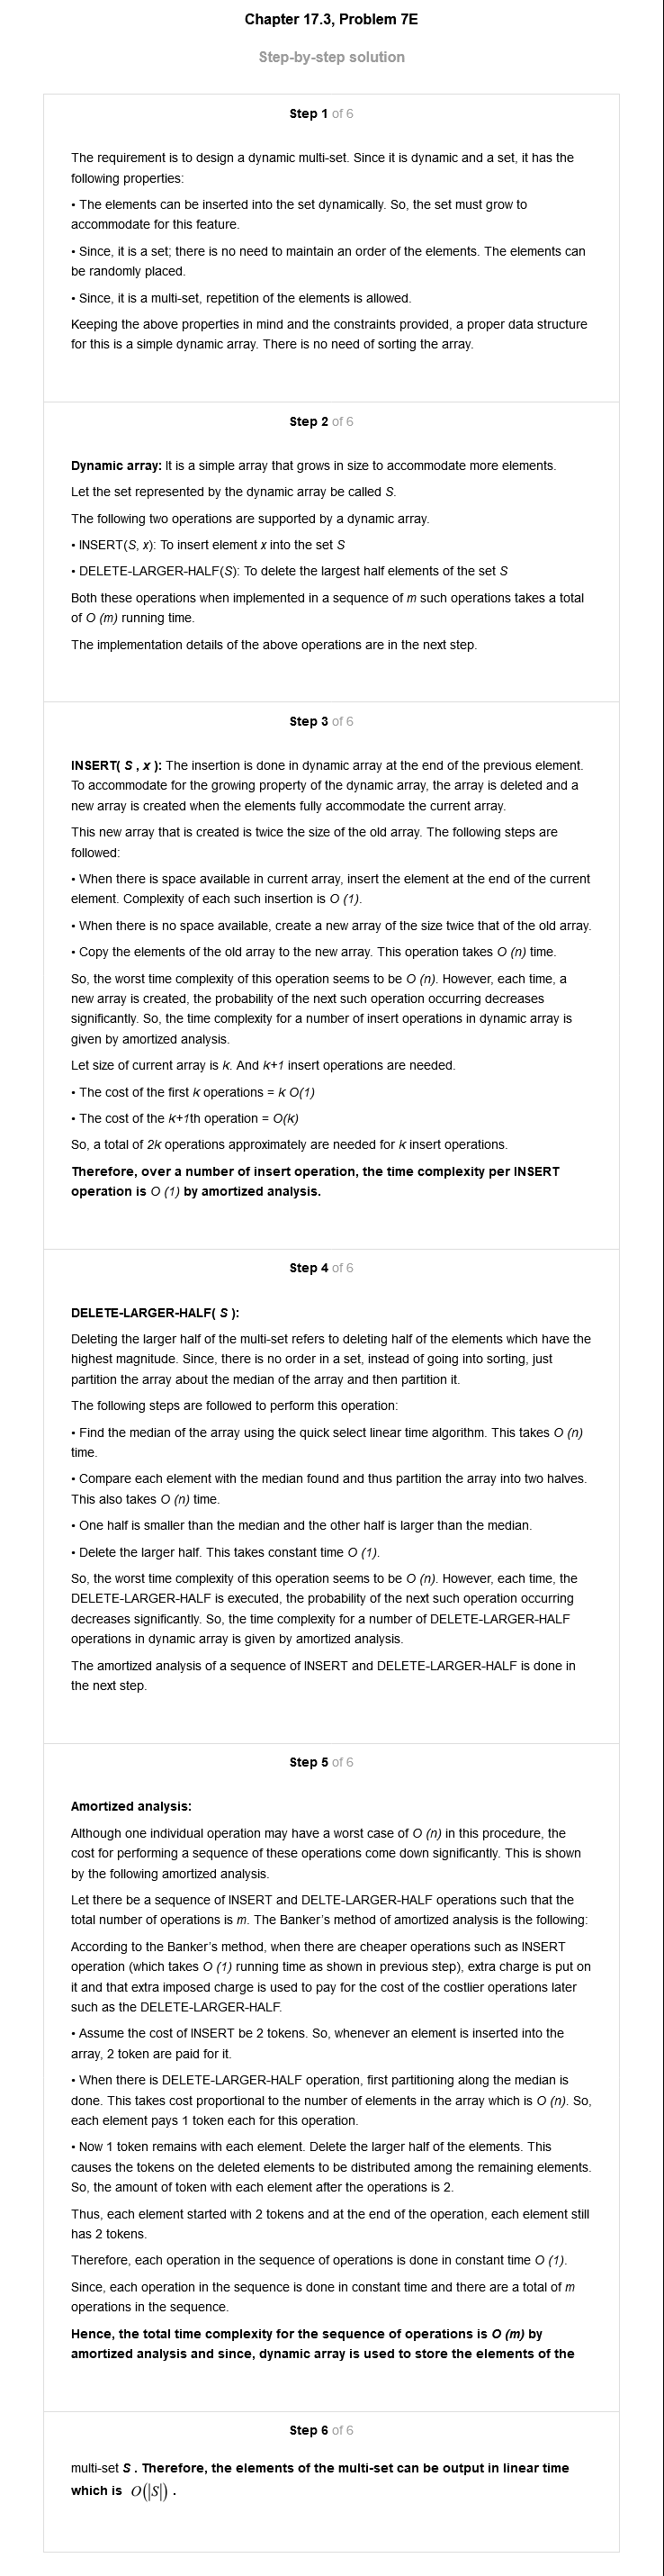 Chapter 17.3, Problem 7E
Step-by-step solution
Step 1 of 6
The requirement is to design a dynamic multi-set. Since it is dynamic and a set, it has the
following properties:
• The elements can be inserted into the set dynamically. So, the set must grow to
accommodate for this feature.
• Since, it is a set; there is no need to maintain an order of the elements. The elements can
be randomly placed.
• Since, it is a multi-set, repetition of the elements is allowed.
Keeping the above properties in mind and the constraints provided, a proper data structure
for this is a simple dynamic array. There is no need of sorting the array.
Step 2 of 6
Dynamic array: It is a simple array that grows in size to accommodate more elements.
Let the set represented by the dynamic array be called S.
The following two operations are supported by a dynamic array.
• INSERT(S, x): To insert element x into the set S
• DELETE-LARGER-HALF(S): To delete the largest half elements of the set S
Both these operations when implemented in a sequence of m such operations takes a total
of O (m) running time.
The implementation details of the above operations are in the next step.
Step 3 of 6
INSERT( S , x ): The insertion is done in dynamic array at the end of the previous element.
To accommodate for the growing property of the dynamic array, the array is deleted and a
new array is created when the elements fully accommodate the current array.
This new array that is created is twice the size of the old array. The following steps are
followed:
• When there is space available in current array, insert the element at the end of the current
element. Complexity of each such insertion is O (1).
• When there is no space available, create a new array of the size twice that of the old array.
• Copy the elements of the old array to the new array. This operation takes O (n) time.
So, the worst time complexity of this operation seems to be O (n). However, each time, a
new array is created, the probability of the next such operation occurring decreases
significantly. So, the time complexity for a number of insert operations in dynamic array is
given by amortized analysis.
Let size of current array is k. And k+1 insert operations are needed.
• The cost of the first k operations = k O(1)
• The cost of the k+1th operation = O(k)
So, a total of 2k operations approximately are needed for k insert operations.
Therefore, over a number of insert operation, the time complexity per INSERT
operation is O (1) by amortized analysis.
Step 4 of 6
DELETE-LARGER-HALF( S ):
Deleting the larger half of the multi-set refers to deleting half of the elements which have the
highest magnitude. Since, there is no order in a set, instead of going into sorting, just
partition the array about the median of the array and then partition it.
The following steps are followed to perform this operation:
• Find the median of the array using the quick select linear time algorithm. This takes O (n)
time.
• Compare each element with the median found and thus partition the array into two halves.
This also takes O (n) time.
• One half is smaller than the median and the other half is larger than the median.
• Delete the larger half. This takes constant time O (1).
So, the worst time complexity of this operation seems to be O (n). However, each time, the
DELETE-LARGER-HALF is executed, the probability of the next such operation occurring
decreases significantly. So, the time complexity for a number of DELETE-LARGER-HALF
operations in dynamic array is given by amortized analysis.
The amortized analysis of a sequence of INSERT and DELETE-LARGER-HALF is done in
the next step.
Step 5 of 6
Amortized analysis:
Although one individual operation may have a worst case of O (n) in this procedure, the
cost for performing a sequence of these operations come down significantly. This is shown
by the following amortized analysis.
Let there be a sequence of INSERT and DELTE-LARGER-HALF operations such that the
total number of operations is m. The Banker's method of amortized analysis is the following:
According to the Banker's method, when there are cheaper operations such as INSERT
operation (which takes O (1) running time as shown in previous step), extra charge is put on
it and that extra imposed charge is used to pay for the cost of the costlier operations later
such as the DELETE-LARGER-HALF.
• Assume the cost of INSERT be 2 tokens. So, whenever an element is inserted into the
array, 2 token are paid for it.
• When there is DELETE-LARGER-HALF operation, first partitioning along the median is
done. This takes cost proportional to the number of elements in the array which is O (n). So,
each element pays 1 token each for this operation.
• Now 1 token remains with each element. Delete the larger half of the elements. This
causes the tokens on the deleted elements to be distributed among the remaining elements.
So, the amount of token with each element after the operations is 2.
Thus, each element started with 2 tokens and at the end of the operation, each element still
has 2 tokens.
Therefore, each operation in the sequence of operations is done in constant time O (1).
Since, each operation in the sequence is done in constant time and there are a total of m
operations in the sequence.
Hence, the total time complexity for the sequence of operations is O (m) by
amortized analysis and since, dynamic array is used to store the elements of the
Step 6 of 6
multi-set S . Therefore, the elements of the multi-set can be output in linear time
which is O(|S|) .